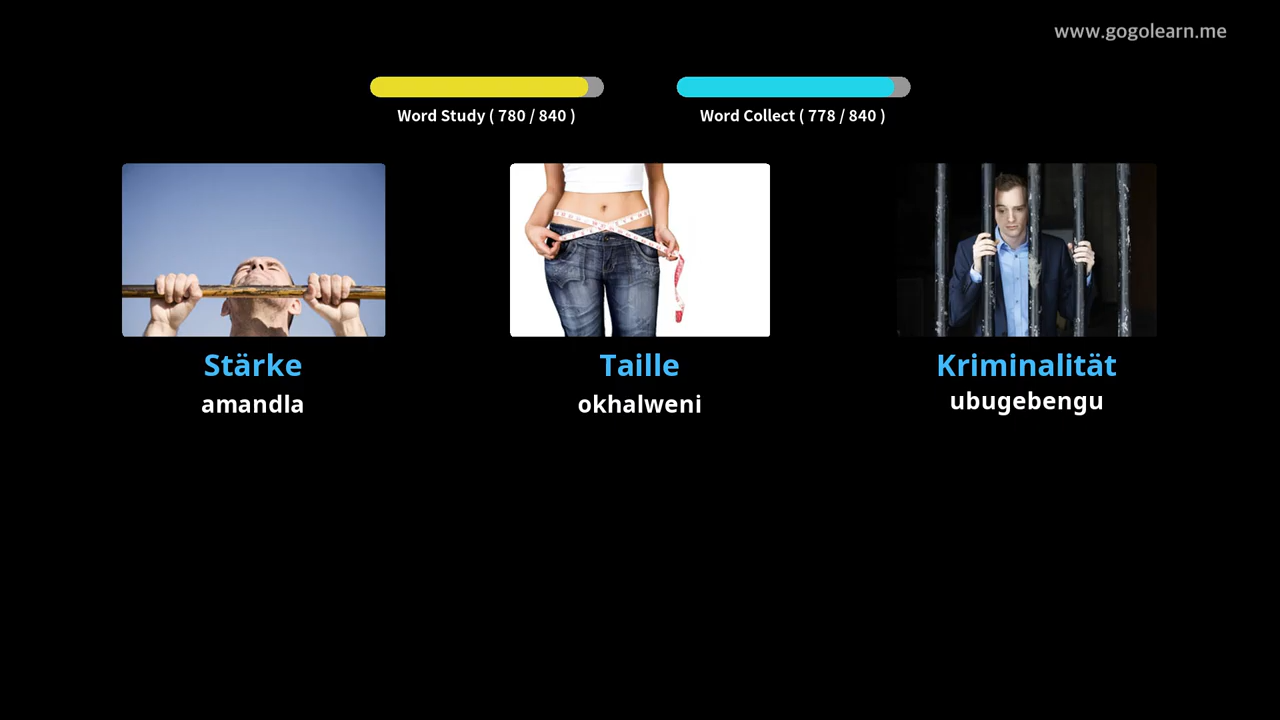 www.gogolearn.me
Word Study ( 780 / 840 )
Word Collect ( 778 / 840 )
Stärke
amandla
Taille
okhalweni
Kriminalität
ubugebengu